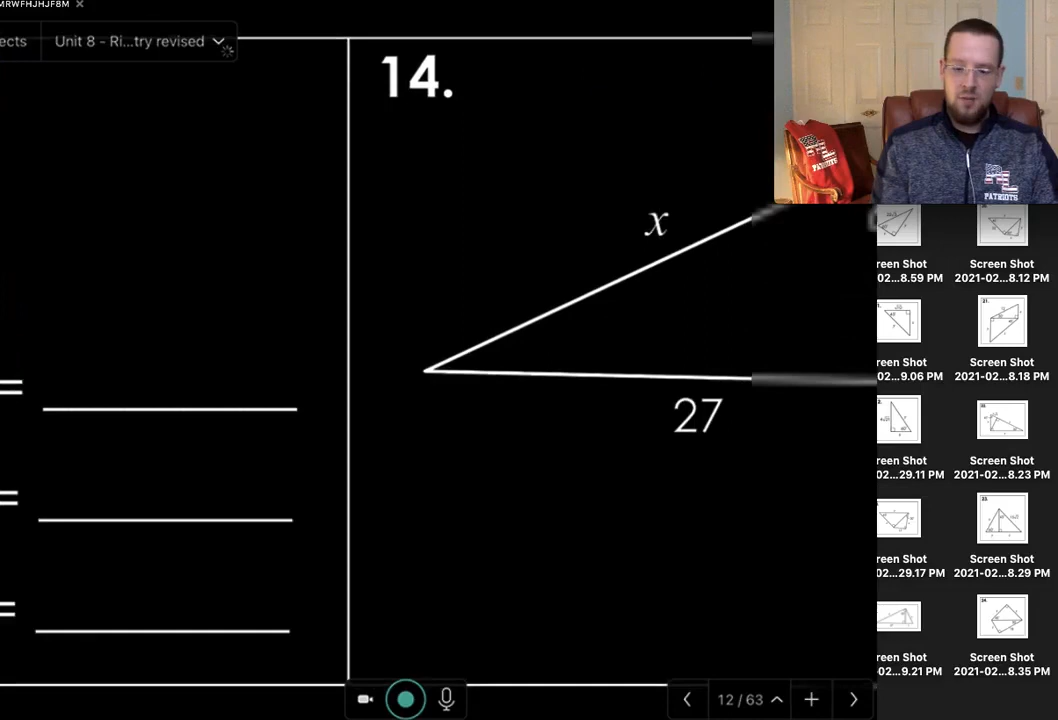 MRWFHJHJF8M ×
ects
Unit 8 - Ri...try revised
14.
x
27
=
=
=
12 / 63
PATRIOTS
PL
PATRIOTS
reen Shot
8.59 PM
Screen Shot
2021-02...8.12 PM
02...9.06 PM
Screen Shot
2021-02...8.18 PM
reen Shot
02...29.11 PM
Screen Shot
2021-02...8.23 PM
reen Shot
02...29.17 PM
Screen Shot
2021-02...8.29 PM
reen Shot
02...9.21 PM
Screen Shot
2021-02...8.35 PM